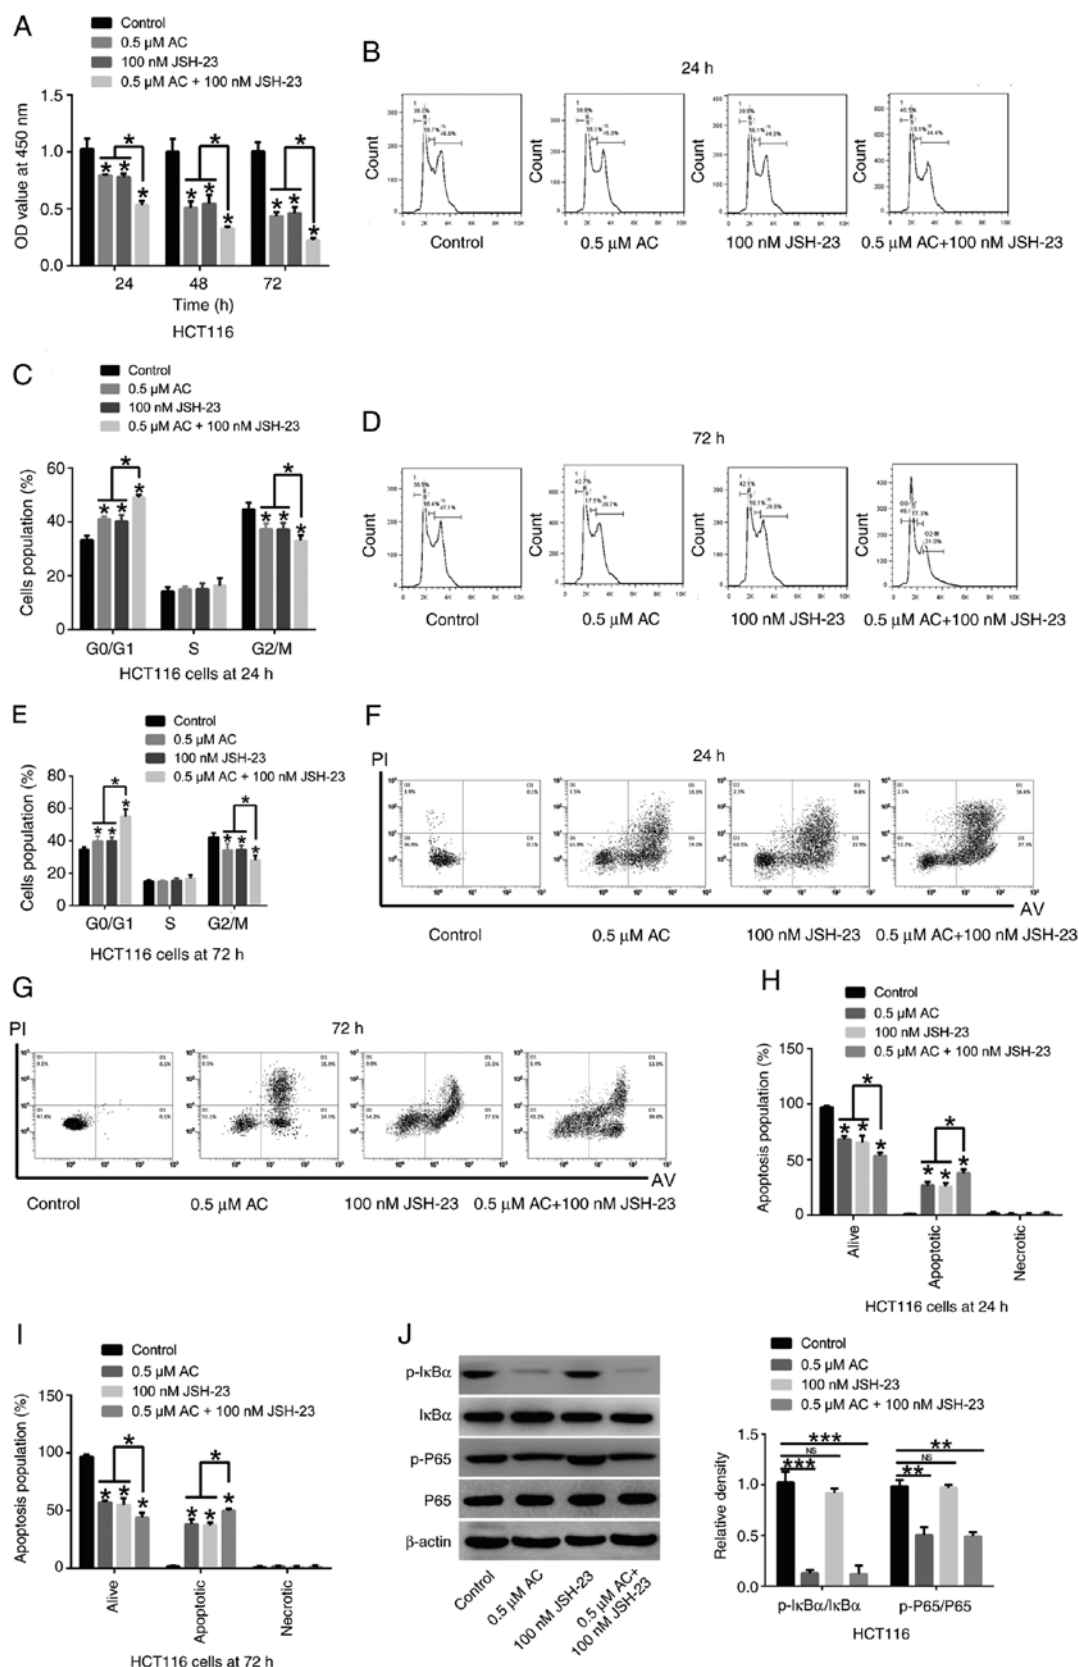 A
Control
0.5 µM AC
100 nM JSH-23
0.5 µM AC + 100 nM JSH-23
OD value at 450 nm
1.5
1.0
0.5
0.0
24
48
72
Time (h)
HCT116
B
24 h
Count
Count
Count
Count
Control
0.5 µM AC
100 nM JSH-23
0.5 µM AC+100 nM JSH-23
C
Control
0.5 µM AC
100 nM JSH-23
0.5 µM AC + 100 nM JSH-23
Cells population (%)
60
40
20
0
G0/G1
S
G2/M
HCT116 cells at 24 h
D
72 h
Count
Count
Count
Count
Control
0.5 µM AC
100 nM JSH-23
0.5 µM AC+100 nM JSH-23
E
Control
0.5 µM AC
100 nM JSH-23
0.5 µM AC + 100 nM JSH-23
Cells population (%)
80
60
40
20
0
G0/G1
S
G2/M
HCT116 cells at 72 h
F
PI
24 h
AV
Control
0.5 µM AC
100 nM JSH-23
0.5 µM AC+100 nM JSH-23
G
PI
72 h
AV
Control
0.5 µM AC
100 nM JSH-23
0.5 µM AC+100 nM JSH-23
H
Control
0.5 µM AC
100 nM JSH-23
0.5 µM AC + 100 nM JSH-23
Apoptosis population (%)
150
100
50
0
Alive
Apoptotic
Necrotic
HCT116 cells at 24 h
I
Control
0.5 µM AC
100 nM JSH-23
0.5 µM AC + 100 nM JSH-23
Apoptosis population (%)
150
100
50
0
Alive
Apoptotic
Necrotic
HCT116 cells at 72 h
J
p-IκBα
IκBα
p-P65
P65
β-actin
Control
0.5 µM AC
100 nM JSH-23
0.5 µM AC+
100 nM JSH-23
Control
0.5 µM AC
100 nM JSH-23
0.5 µM AC + 100 nM JSH-23
Relative density
1.5
1.0
0.5
0.0
***
NS
***
**
NS
**
p-IκBα/IκBα
p-P65/P65
HCT116